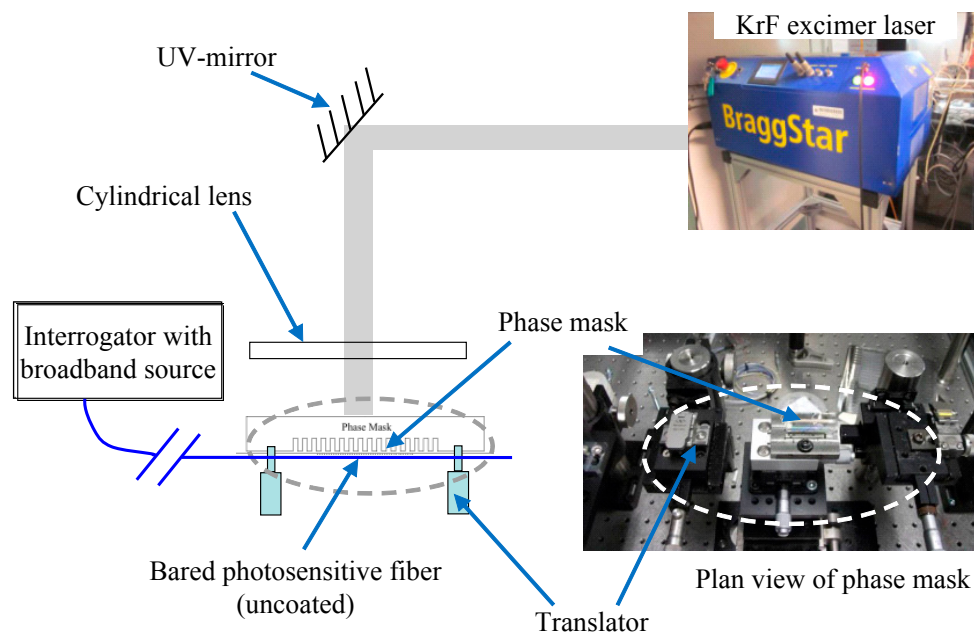 KrF excimer laser
UV-mirror
BraggStar
Cylindrical lens
Interrogator with
broadband source
Phase mask
Phase Mask
Bared photosensitive fiber
(uncoated)
Translator
Plan view of phase mask